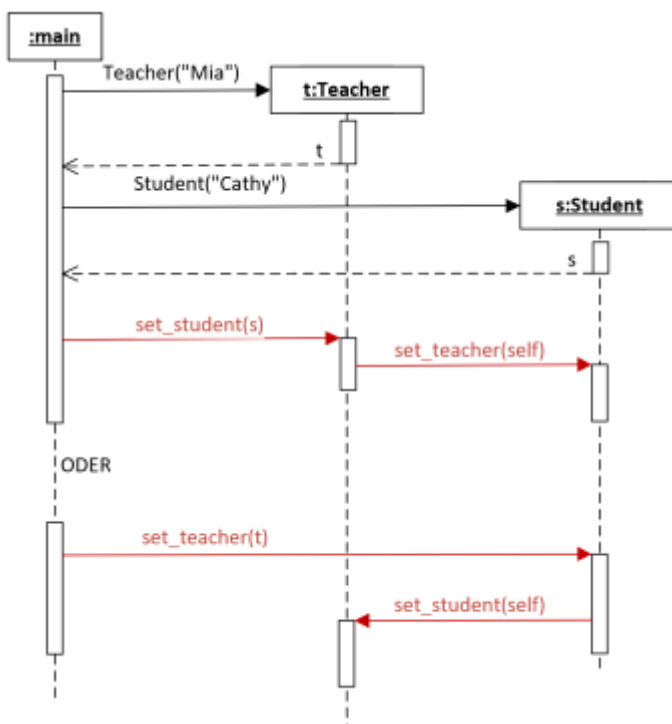 :main
Teacher("Mia")
t:Teacher
t
Student("Cathy")
s:Student
s
set_student(s)
set_teacher(self)
ODER
set_teacher(t)
set_student(self)